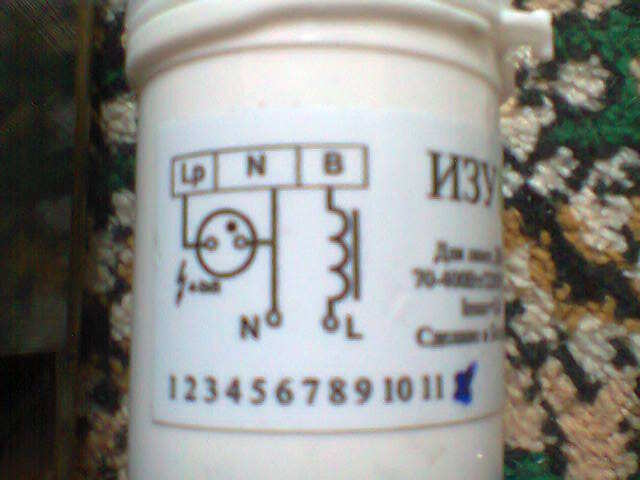 Lp N B
ИЗУ
Для
70-400
N L
Сделано в
1 2 3 4 5 6 7 8 9 10 11